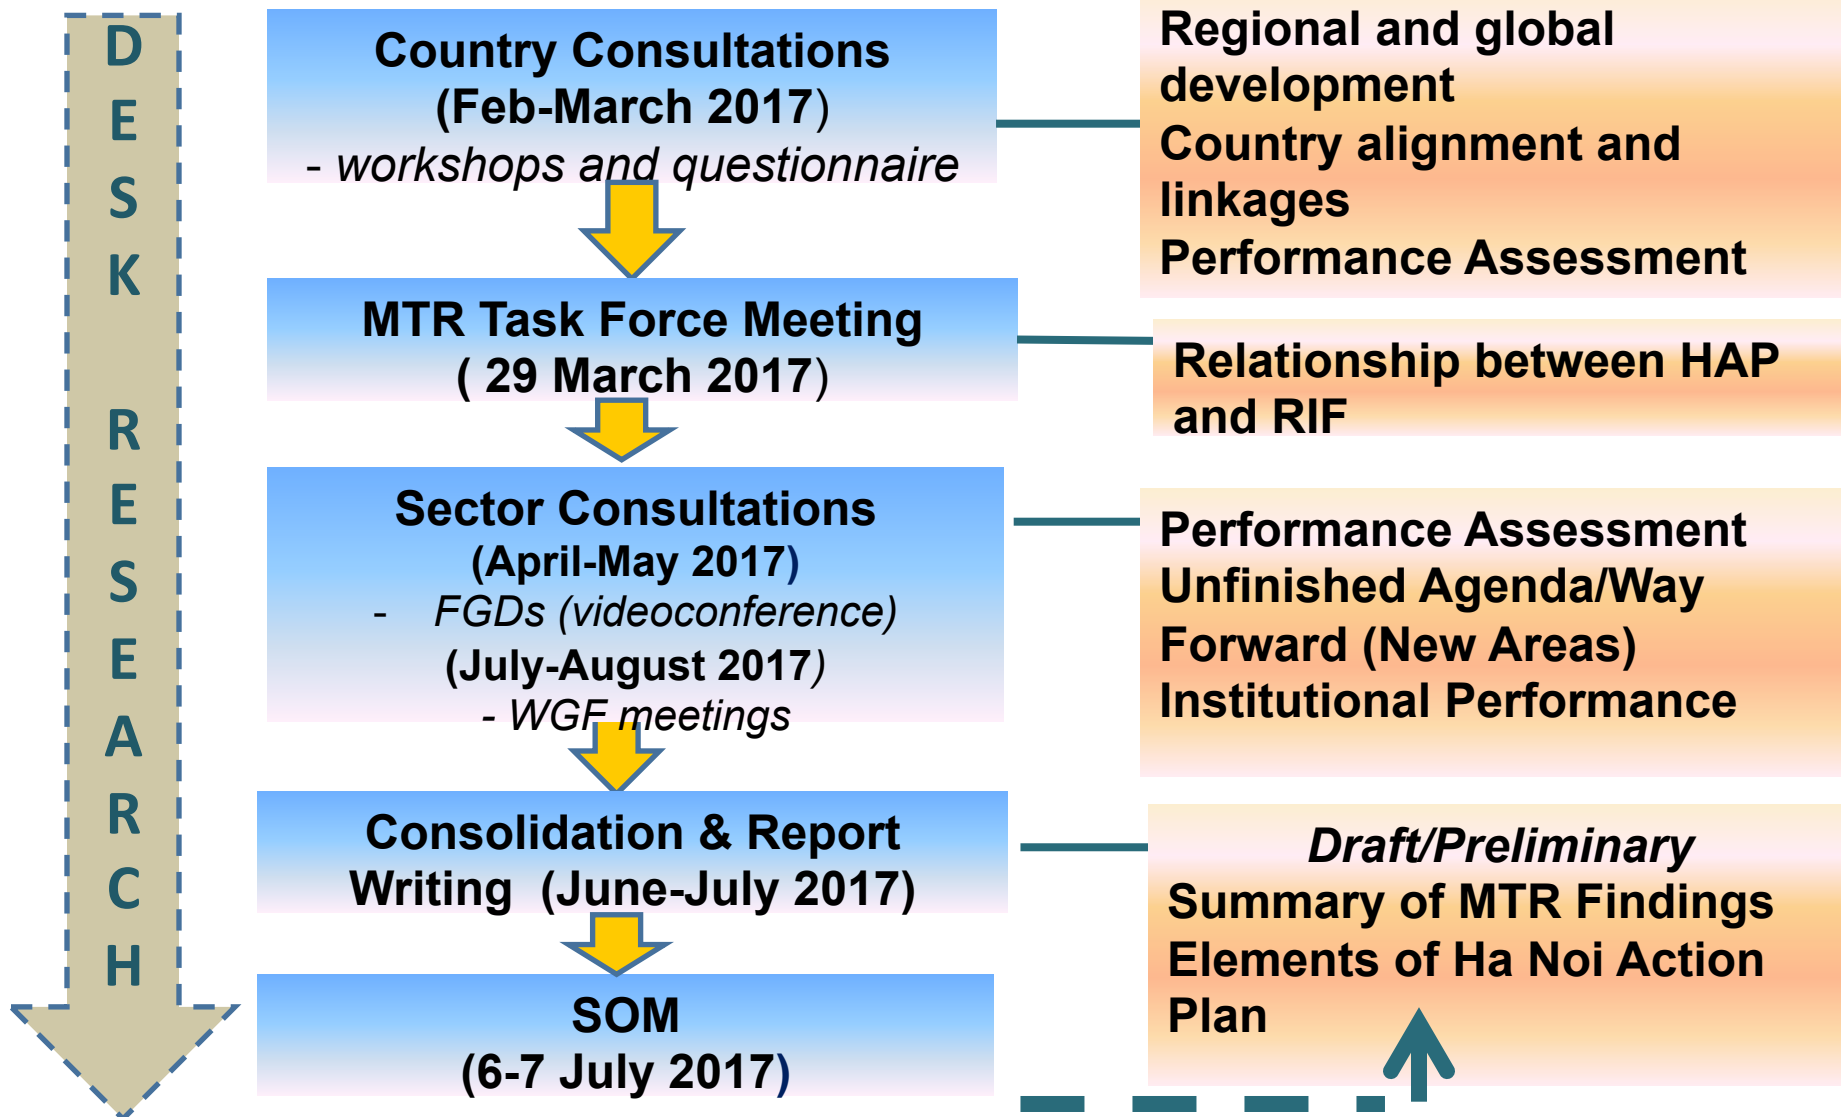 DESK RESEARCH
Country Consultations
(Feb-March 2017)
- workshops and questionnaire
Regional and global
development
Country alignment and
linkages
Performance Assessment
MTR Task Force Meeting
( 29 March 2017)
Relationship between HAP
and RIF
Sector Consultations
(April-May 2017)
- FGDs (videoconference)
(July-August 2017)
- WGF meetings
Performance Assessment
Unfinished Agenda/Way
Forward (New Areas)
Institutional Performance
Consolidation & Report
Writing (June-July 2017)
Draft/Preliminary
Summary of MTR Findings
Elements of Ha Noi Action
Plan
SOM
(6-7 July 2017)